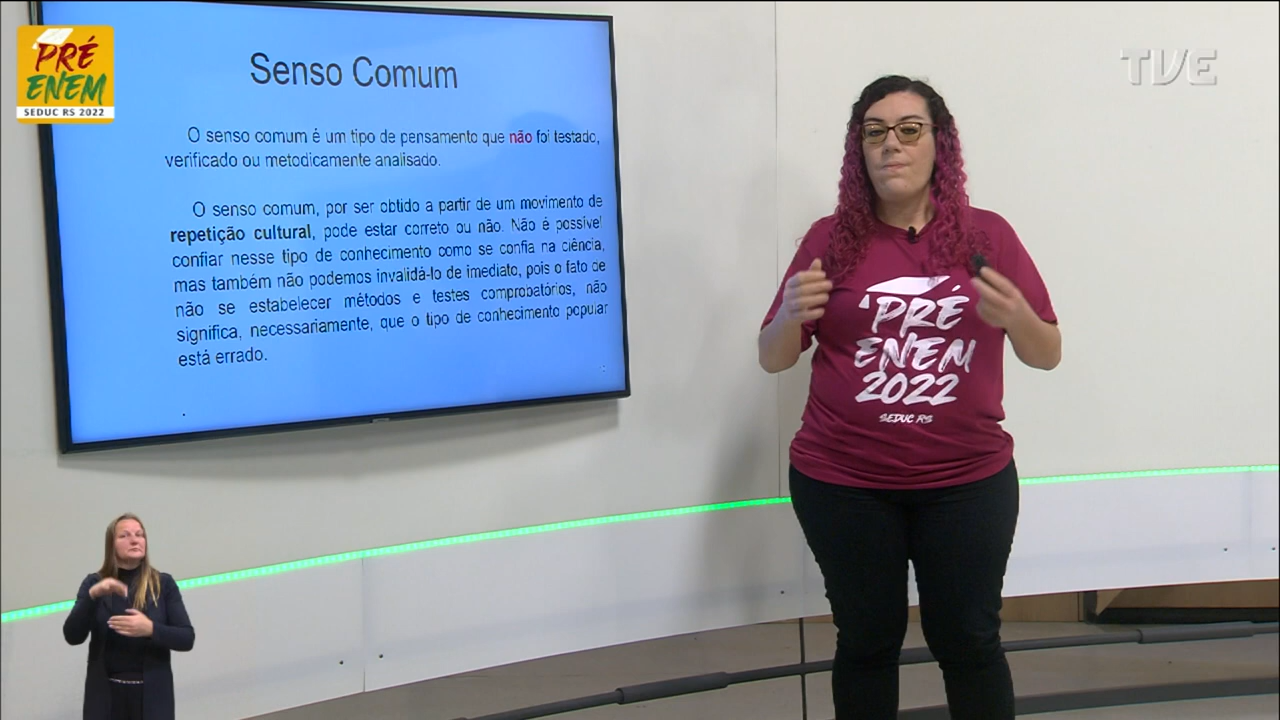 PRÉ
ENEM
SEDUC RS 2022
TVE
Senso Comum
O senso comum é um tipo de pensamento que não foi testado,
verificado ou metodicamente analisado.
O senso comum, por ser obtido a partir de um movimento de
repetição cultural, pode estar correto ou não. Não é possível
confiar nesse tipo de conhecimento como se confia na ciência,
mas também não podemos invalidá-lo de imediato, pois o fato de
não se estabelecer métodos e testes comprobatórios, não
significa, necessariamente, que o tipo de conhecimento popular
está errado.
PRÉ
ENEM
2022
SEDUC RS